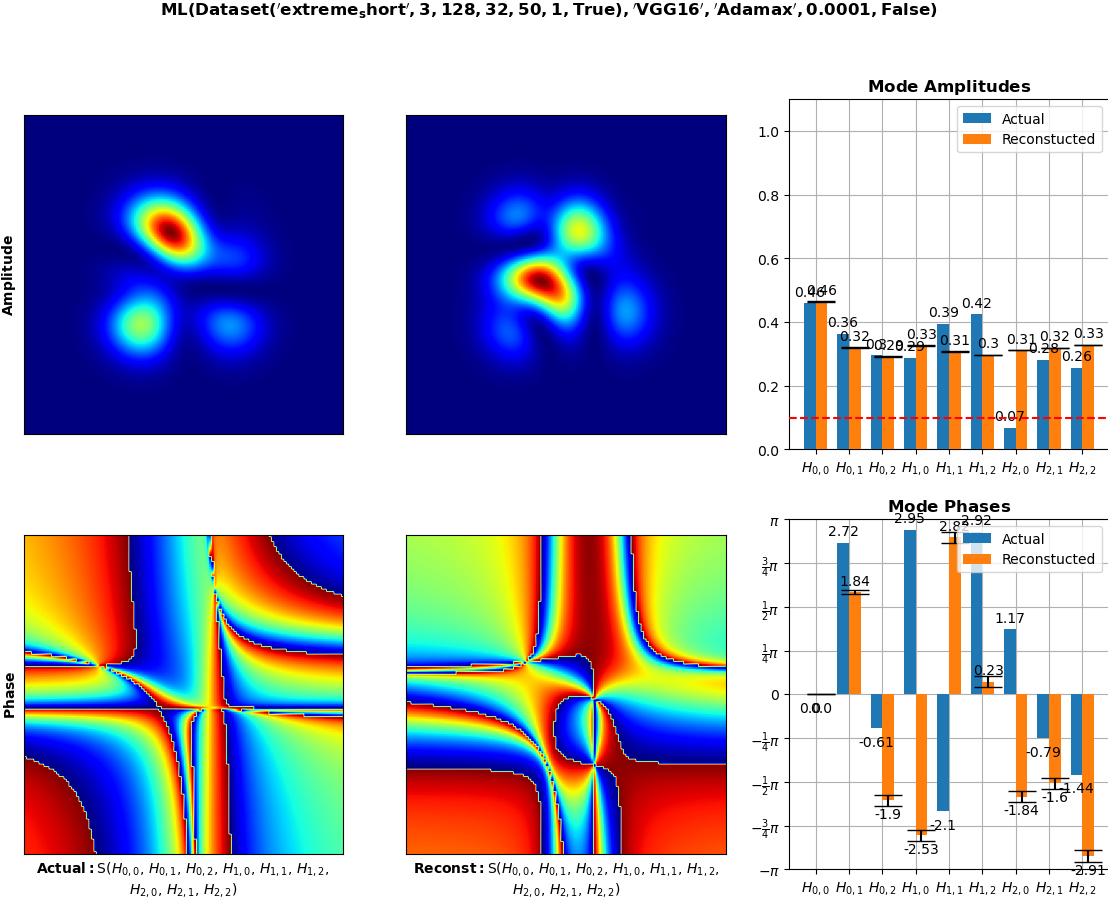 ML(Dataset(′extreme_short′, 3, 128, 32, 50, 1, True), ′VGG16′, ′Adamax′, 0.0001, False)
Amplitude
Mode Amplitudes
Actual
Reconstucted
1.0
0.8
0.6
0.4
0.2
0.0
0.46 0.46
0.36 0.32
0.3 0.29
0.29 0.33
0.39 0.31
0.42 0.3
0.07 0.31
0.28 0.32
0.26 0.33
H0,0 H0,1 H0,2 H1,0 H1,1 H1,2 H2,0 H2,1 H2,2
Phase
Actual: S(H0,0, H0,1, H0,2, H1,0, H1,1, H1,2,
H2,0, H2,1, H2,2)
Reconst: S(H0,0, H0,1, H0,2, H1,0, H1,1, H1,2,
H2,0, H2,1, H2,2)
Mode Phases
Actual
Reconstucted
π
3/4π
1/2π
1/4π
0
−1/4π
−1/2π
−3/4π
−π
0.0 0.0
2.72 1.84
-0.61 -1.9
2.95 -2.53
-2.1 2.82
2.92 0.23
1.17 -1.84
-0.79 -1.6
-1.44 -2.91
H0,0 H0,1 H0,2 H1,0 H1,1 H1,2 H2,0 H2,1 H2,2